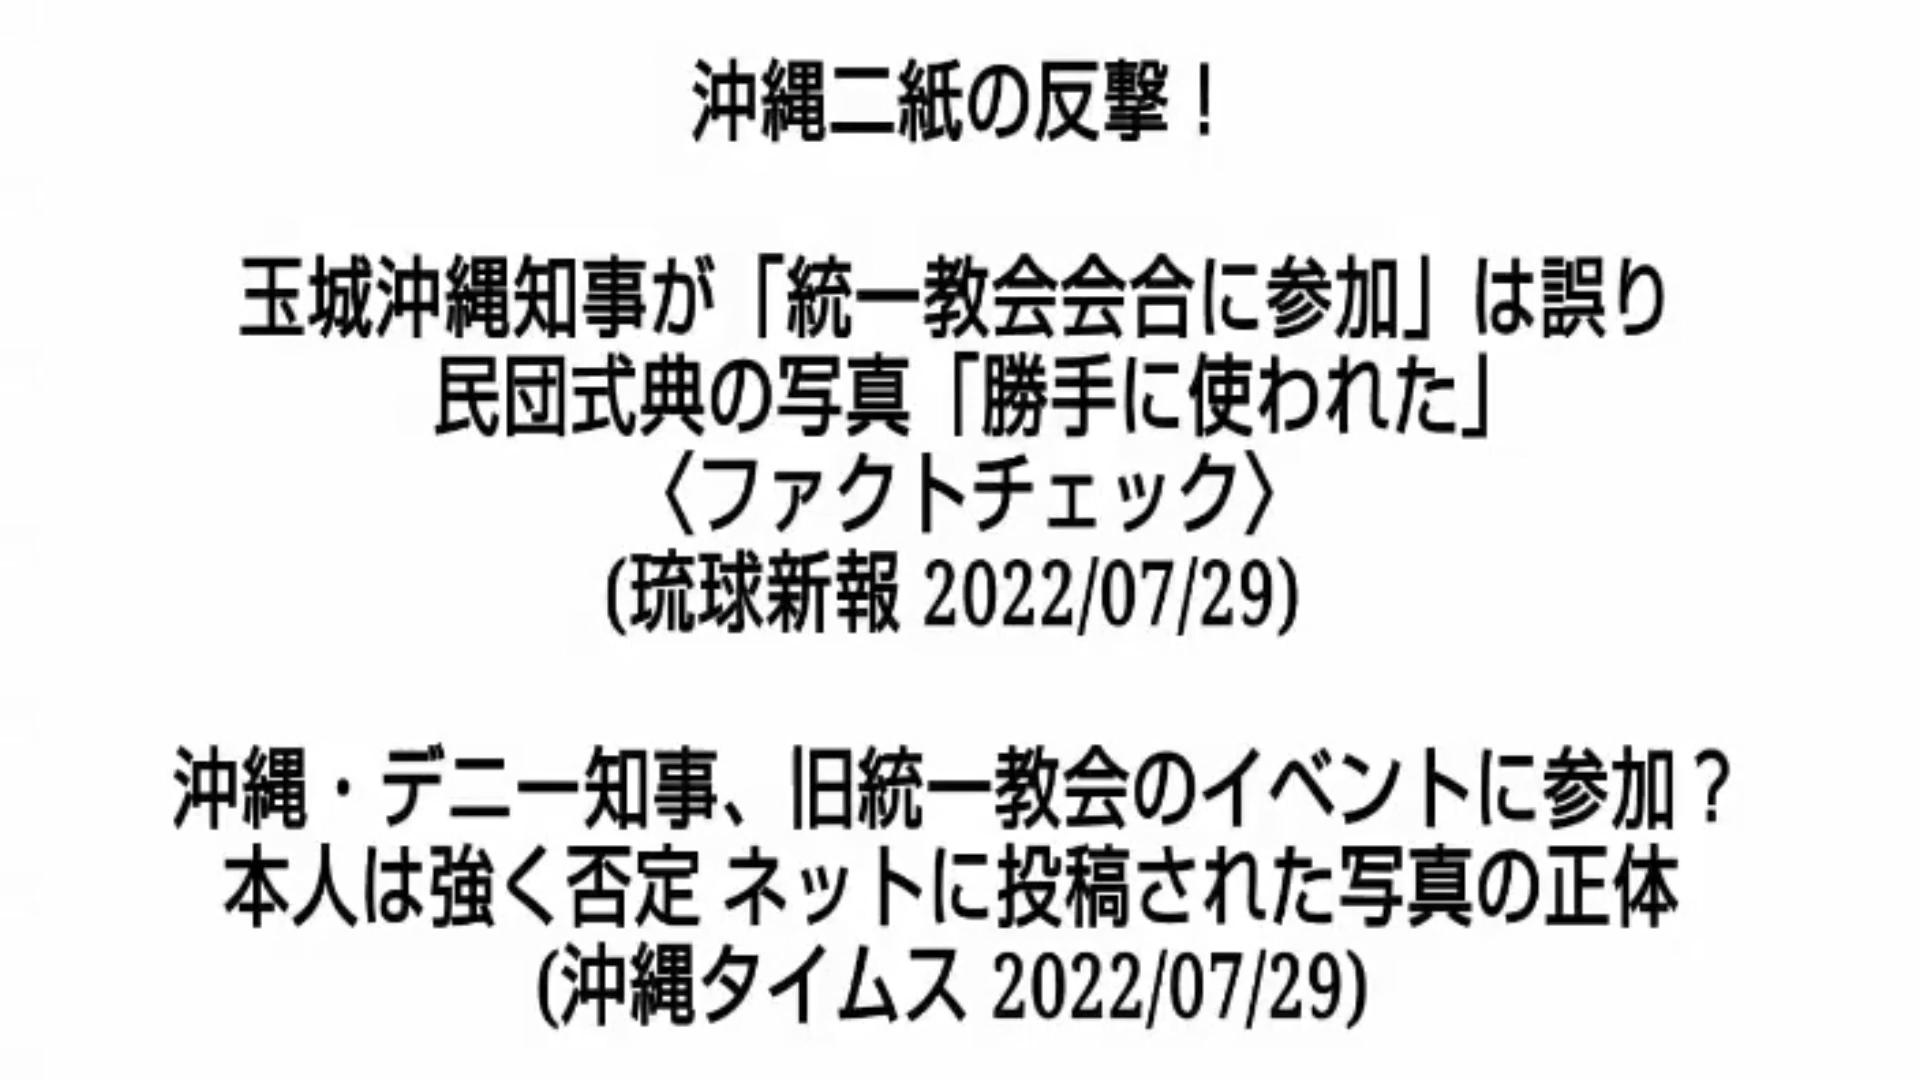 沖縄二紙の反撃！
玉城沖縄知事が「統一教会会合に参加」は誤り
民団式典の写真「勝手に使われた」
〈ファクトチェック〉
(琉球新報 2022/07/29)
沖縄・デニー知事、旧統一教会のイベントに参加？
本人は強く否定 ネットに投稿された写真の正体
(沖縄タイムス 2022/07/29)